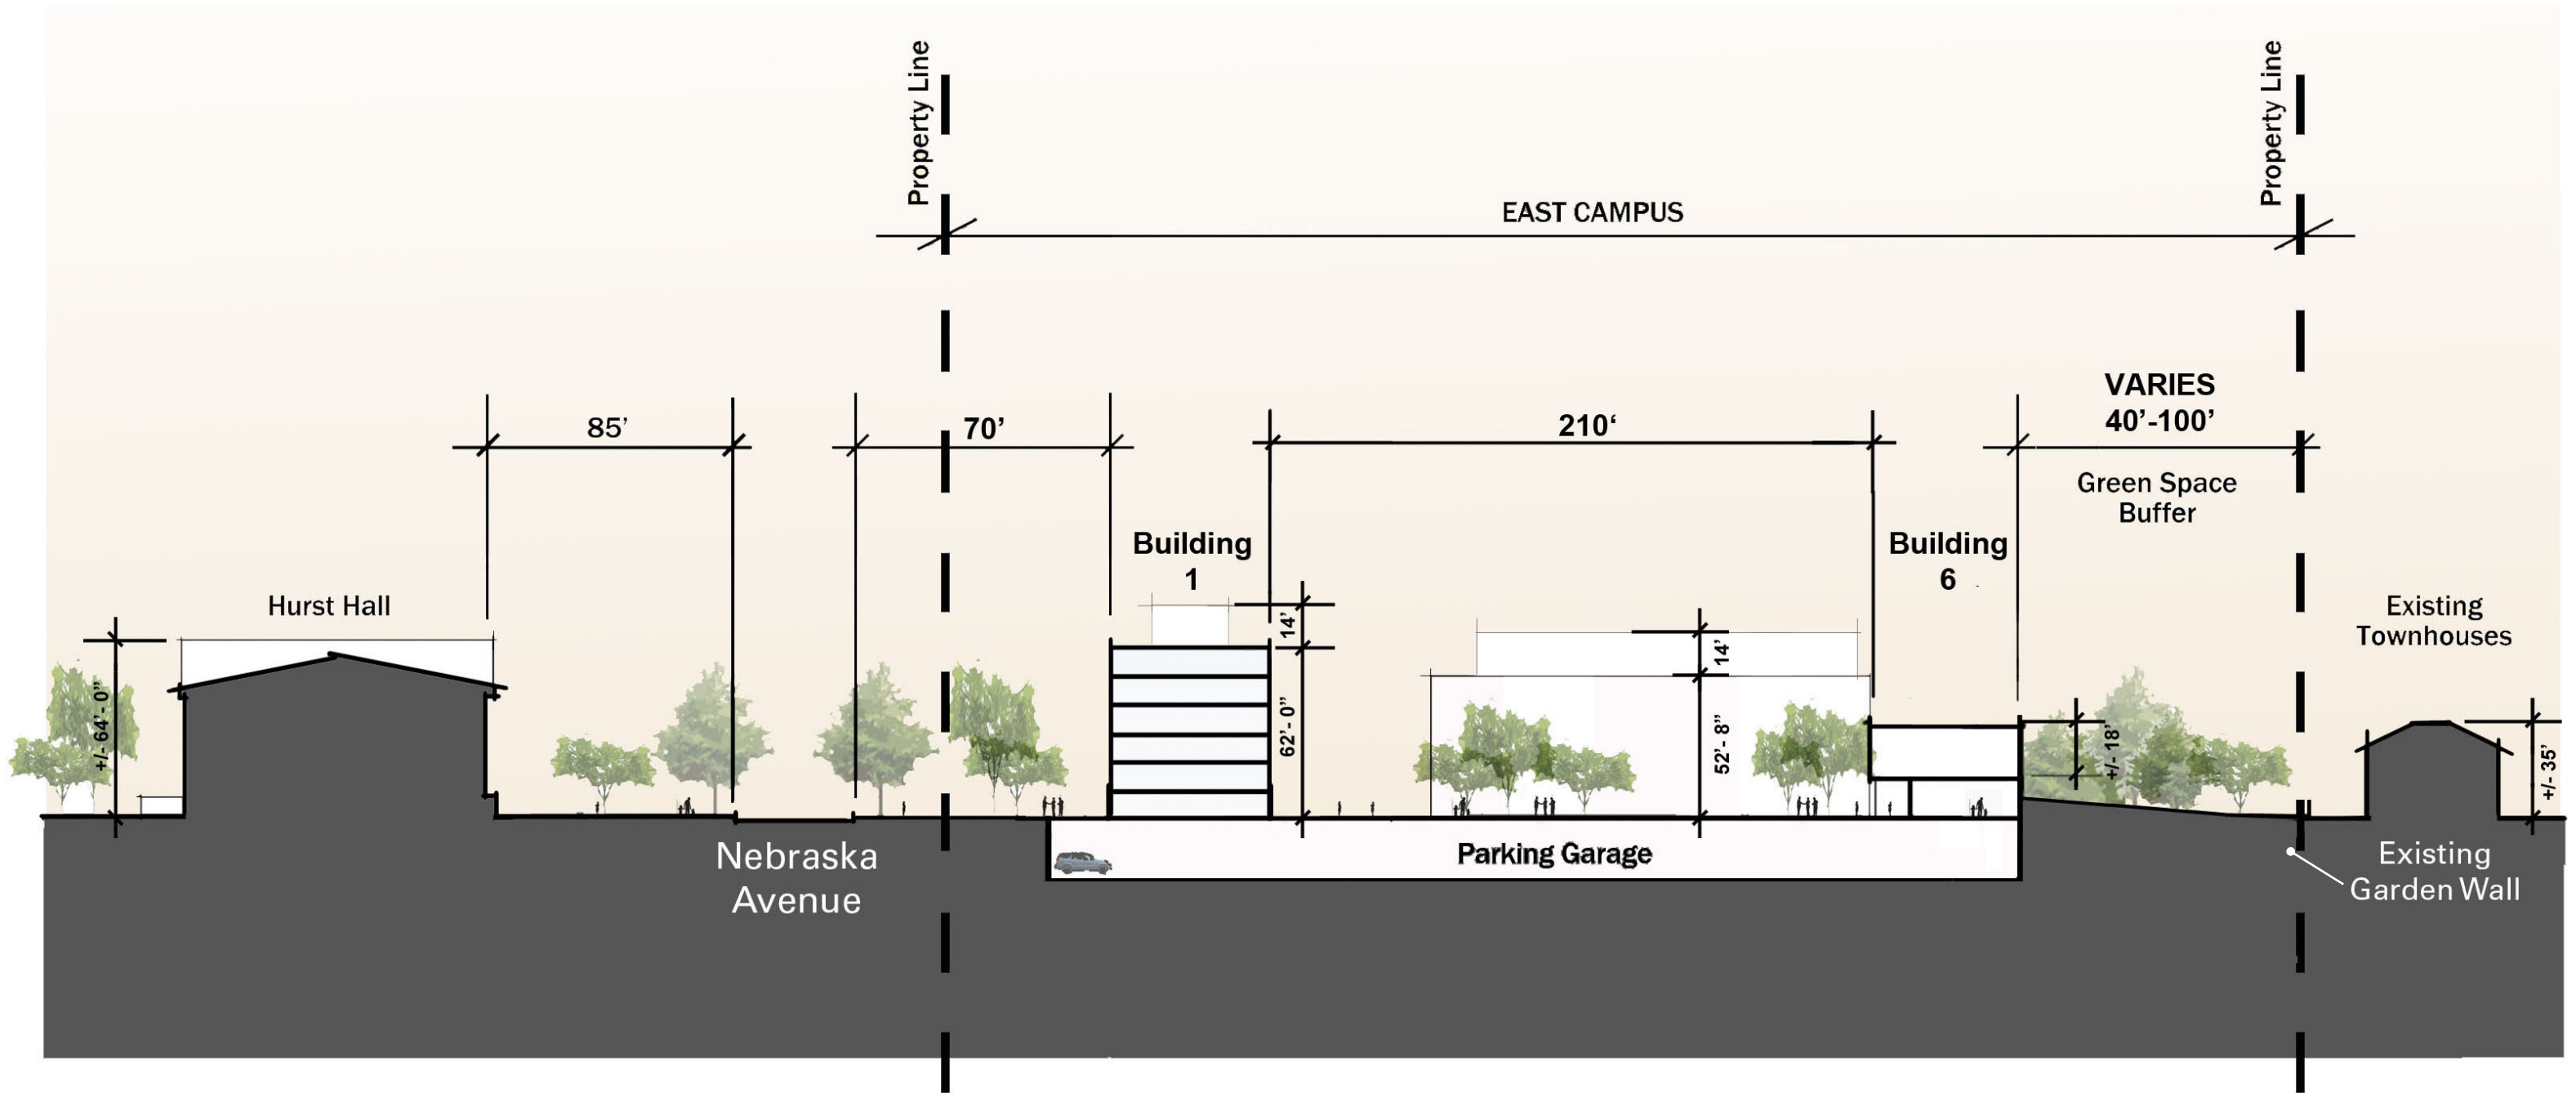 Property Line
Property Line
EAST CAMPUS
VARIES
40’-100’
85’
70’
210‘
Green Space
Buffer
Building
1
Building
6
Hurst Hall
Existing
Townhouses
14’
14’
+/- 64’- 0”
62’- 0”
52’- 8”
+/- 18’
+/- 35’
Nebraska
Avenue
Parking Garage
Existing
Garden Wall